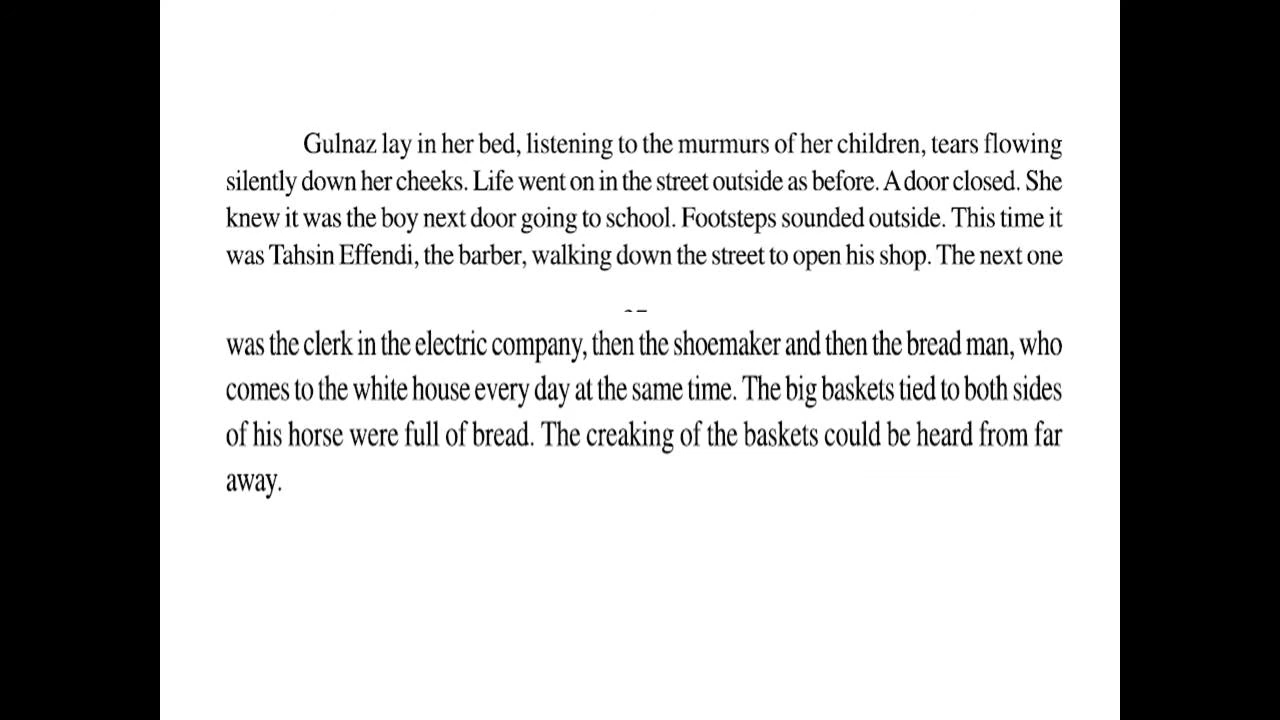 Gulnaz lay in her bed, listening to the murmurs of her children, tears flowing
silently down her cheeks. Life went on in the street outside as before. A door closed. She
knew it was the boy next door going to school. Footsteps sounded outside. This time it
was Tahsin Effendi, the barber, walking down the street to open his shop. The next one
was the clerk in the electric company, then the shoemaker and then the bread man, who
comes to the white house every day at the same time. The big baskets tied to both sides
of his horse were full of bread. The creaking of the baskets could be heard from far
away.